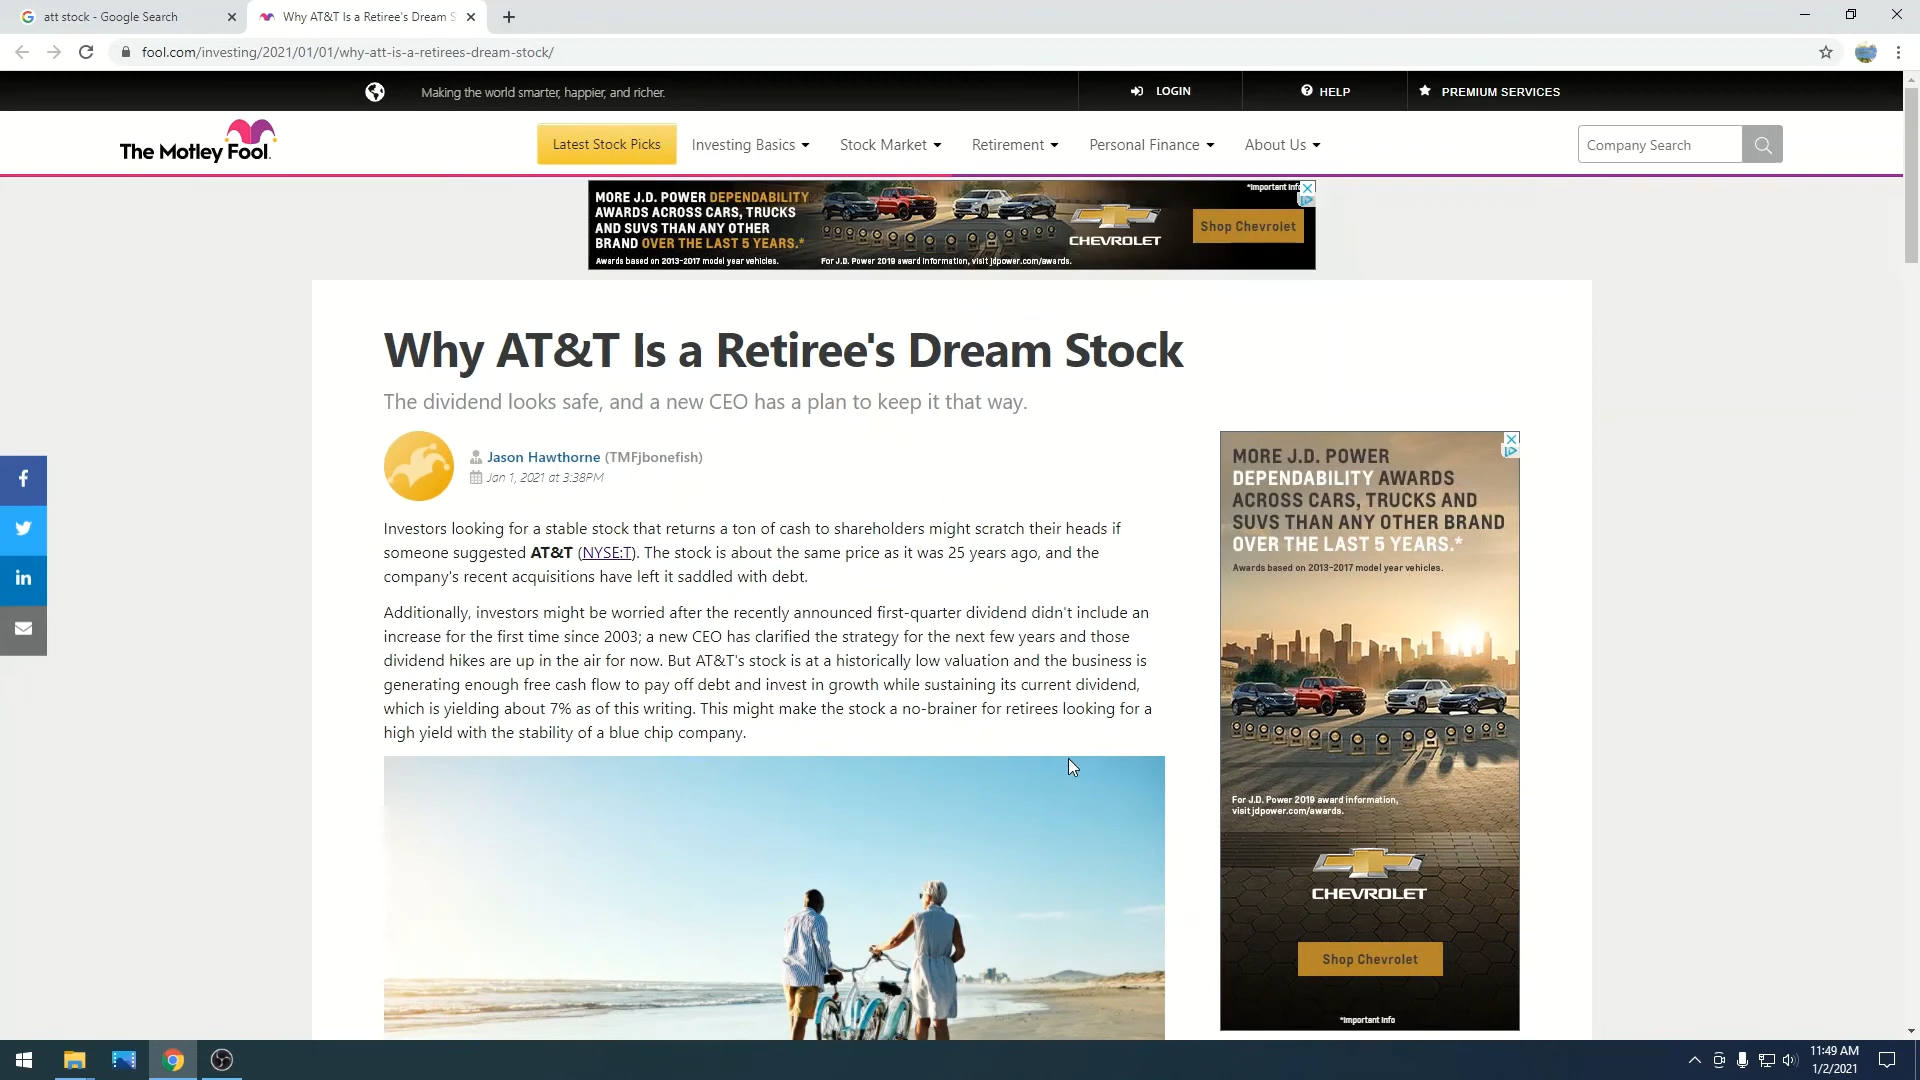 att stock - Google Search
Why AT&T Is a Retiree's Dream S
fool.com/investing/2021/01/01/why-att-is-a-retirees-dream-stock/
Making the world smarter, happier, and richer.
LOGIN
HELP
PREMIUM SERVICES
The Motley Fool.
Latest Stock Picks
Investing Basics
Stock Market
Retirement
Personal Finance
About Us
Company Search
MORE J.D. POWER DEPENDABILITY
AWARDS ACROSS CARS, TRUCKS
AND SUVS THAN ANY OTHER
BRAND OVER THE LAST 5 YEARS.*
Awards based on 2013-2017 model year vehicles.
For J.D. Power 2019 award information, visit jdpower.com/awards.
CHEVROLET
*Important Info
Shop Chevrolet
Why AT&T Is a Retiree's Dream Stock
The dividend looks safe, and a new CEO has a plan to keep it that way.
Jason Hawthorne (TMFjbonefish)
Jan 1, 2021 at 3:38PM
Investors looking for a stable stock that returns a ton of cash to shareholders might scratch their heads if
someone suggested AT&T (NYSE:T). The stock is about the same price as it was 25 years ago, and the
company's recent acquisitions have left it saddled with debt.
Additionally, investors might be worried after the recently announced first-quarter dividend didn't include an
increase for the first time since 2003; a new CEO has clarified the strategy for the next few years and those
dividend hikes are up in the air for now. But AT&T's stock is at a historically low valuation and the business is
generating enough free cash flow to pay off debt and invest in growth while sustaining its current dividend,
which is yielding about 7% as of this writing. This might make the stock a no-brainer for retirees looking for a
high yield with the stability of a blue chip company.
MORE J.D. POWER
DEPENDABILITY AWARDS
ACROSS CARS, TRUCKS AND
SUVS THAN ANY OTHER BRAND
OVER THE LAST 5 YEARS.*
Awards based on 2013-2017 model year vehicles.
For J.D. Power 2019 award information,
visit jdpower.com/awards.
CHEVROLET
Shop Chevrolet
*Important Info
11:49 AM
1/2/2021